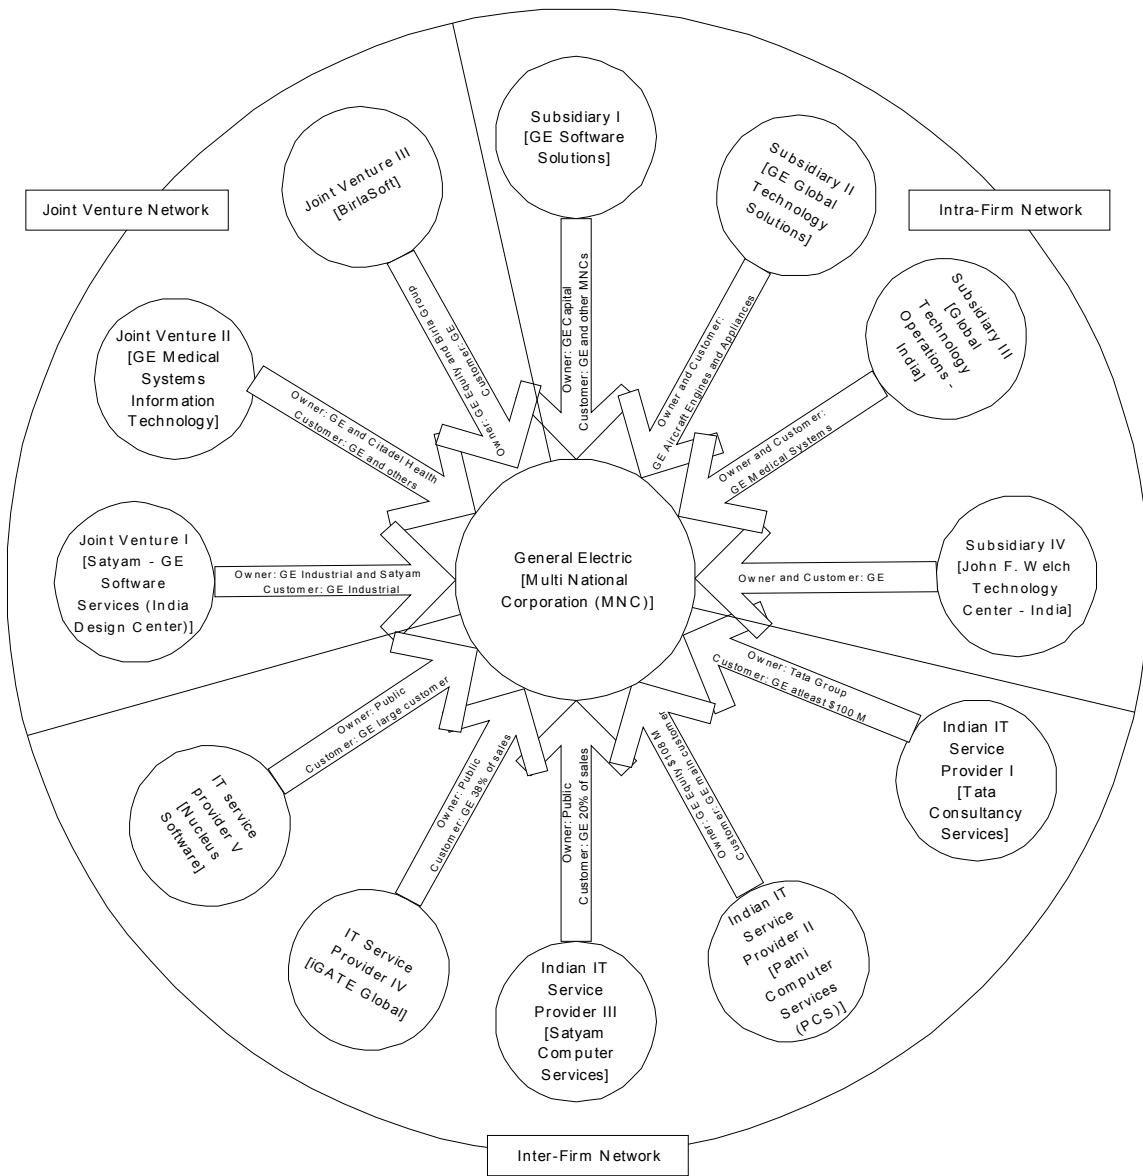 Subsidiary I
[GE Software
Solutions]
Subsidiary II
[GE Global
Technology
Solutions]
Joint Venture III
[BirlaSoft]
Joint Venture Network
Intra-Firm Network
Subsidiary III
[Global
Technology
Operations -
India]
Joint Venture II
[GE Medical
Systems
Information
Technology]
Owner: GE Equity and Birla Group
Customer: GE
Owner: GE Capital
Customer: GE and other MNCs
Owner and Customer:
GE Aircraft Engines and Appliances
Owner and Customer:
GE Medical Systems
Owner: GE and Citadel Health
Customer: GE and others
Joint Venture I
[Satyam - GE
Software
Services (India
Design Center)]
Owner: GE Industrial and Satyam
Customer: GE Industrial
General Electric
[Multi National
Corporation (MNC)]
Owner and Customer: GE
Subsidiary IV
[John F. Welch
Technology
Center - India]
Owner: Public
Customer: GE large customer
Owner: Public
Customer: GE 38% of sales
Owner: Public
Customer: GE 20% of sales
Customer: GE main customer
Owner: GE Equity $108 M
Owner: Tata Group
Customer: GE atleast $100 M
Indian IT
Service
Provider I
[Tata
Consultancy
Services]
IT service
provider V
[Nucleus
Software]
IT Service
Provider IV
[iGATE Global]
Indian IT
Service
Provider III
[Satyam
Computer
Services]
Indian IT
Service
Provider II
[Patni
Computer
Services
(PCS)]
Inter-Firm Network